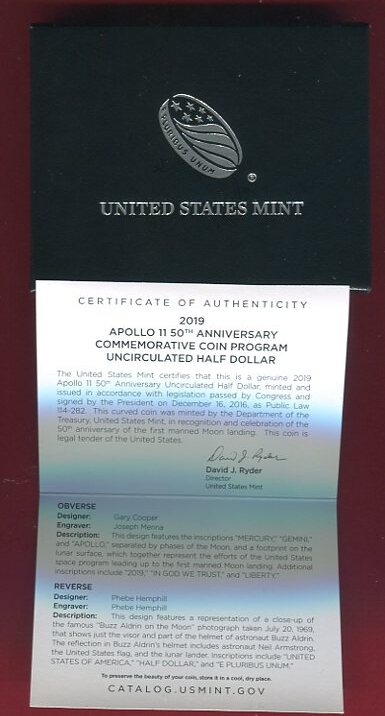 E PLURIBUS UNUM
UNITED STATES MINT
CERTIFICATE OF AUTHENTICITY
2019
APOLLO 11 50TH ANNIVERSARY
COMMEMORATIVE COIN PROGRAM
UNCIRCULATED HALF DOLLAR
The United States Mint certifies that this is a genuine 2019
Apollo 11 50th Anniversary Uncirculated Half Dollar, minted and
issued in accordance with legislation passed by Congress and
signed by the President on December 16, 2016, as Public Law
114-282. This curved coin was minted by the Department of the
Treasury, United States Mint, in recognition and celebration of the
50th anniversary of the first manned Moon landing. This coin is
legal tender of the United States.
David J. Ryder
David J. Ryder
Director
United States Mint
OBVERSE
Designer: Gary Cooper
Engraver: Joseph Menna
Description: This design features the inscriptions "MERCURY," "GEMINI,"
and "APOLLO," separated by phases of the Moon, and a footprint on the
lunar surface, which together represent the efforts of the United States
space program leading up to the first manned Moon landing. Additional
inscriptions include "2019," "IN GOD WE TRUST," and "LIBERTY."
REVERSE
Designer: Phebe Hemphill
Engraver: Phebe Hemphill
Description: This design features a representation of a close-up of
the famous "Buzz Aldrin on the Moon" photograph taken July 20, 1969,
that shows just the visor and part of the helmet of astronaut Buzz Aldrin.
The reflection in Buzz Aldrin's helmet includes astronaut Neil Armstrong,
the United States flag, and the lunar lander. Inscriptions include "UNITED
STATES OF AMERICA," "HALF DOLLAR," and "E PLURIBUS UNUM."
To preserve the beauty of your coin, store it in a cool, dry place.
CATALOG.USMINT.GOV